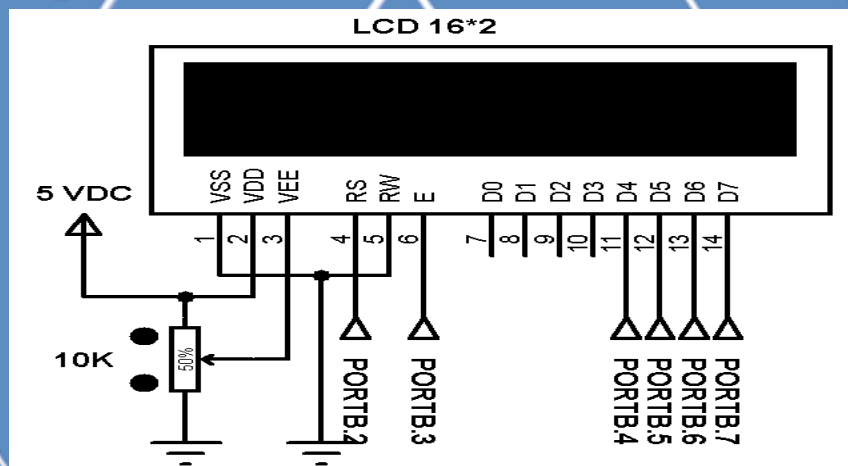 LCD 16*2
VSS VDD VEE RS RW E D0 D1 D2 D3 D4 D5 D6 D7
5 VDC
1 2 3 4 5 6 7 8 9 10 11 12 13 14
10K
50%
PORTB.2 PORTB.3 PORTB.4 PORTB.5 PORTB.6 PORTB.7